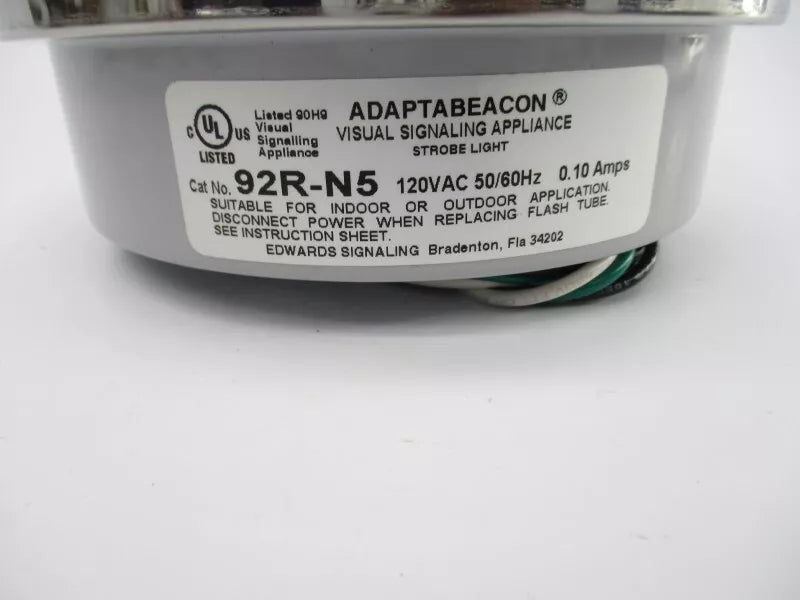 C UL US
LISTED
Listed 90H9
Visual
Signalling
Appliance
ADAPTABEACON®
VISUAL SIGNALING APPLIANCE
STROBE LIGHT
Cat No. 92R-N5 120VAC 50/60Hz 0.10 Amps
SUITABLE FOR INDOOR OR OUTDOOR APPLICATION.
DISCONNECT POWER WHEN REPLACING FLASH TUBE.
SEE INSTRUCTION SHEET.
EDWARDS SIGNALING Bradenton, Fla 34202